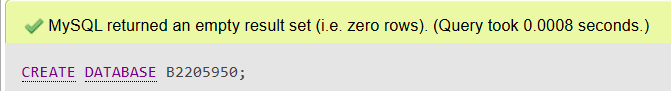 MySQL returned an empty result set (i.e. zero rows). (Query took 0.0008 seconds.)
CREATE DATABASE B2205950;